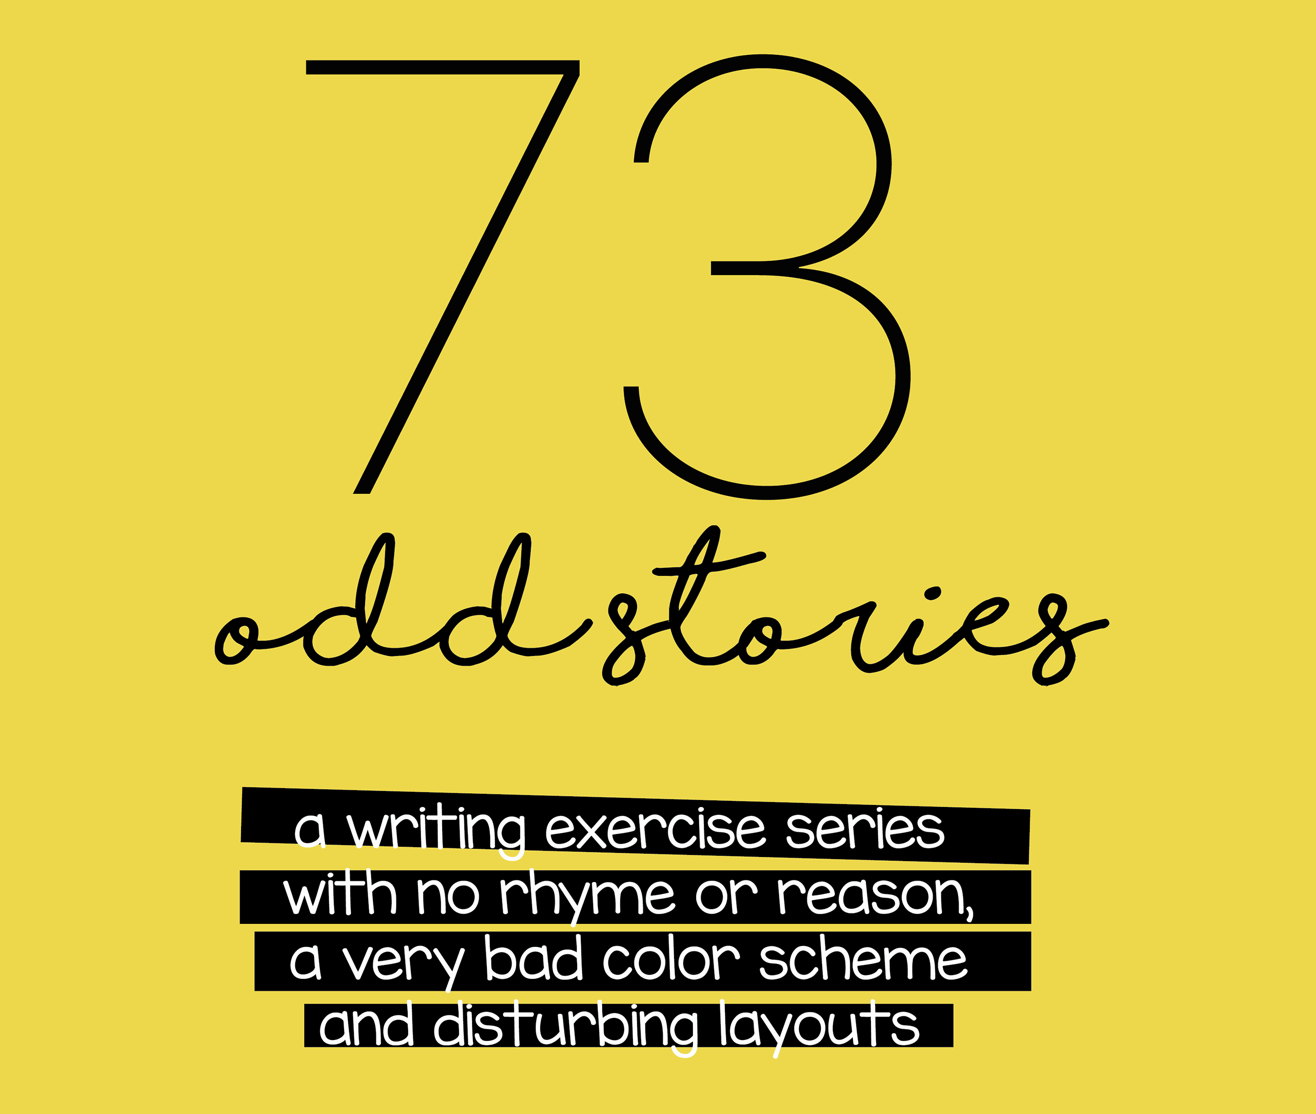 73
odd stories
a writing exercise series
with no rhyme or reason,
a very bad color scheme
and disturbing layouts